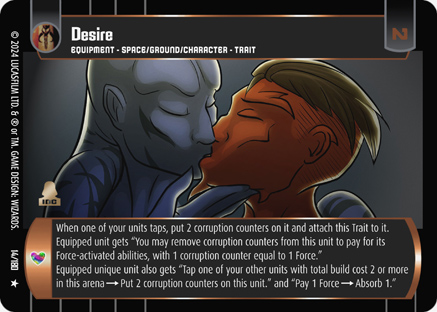 Desire
N
EQUIPMENT - SPACE/GROUND/CHARACTER - TRAIT
© 2024 LUCASFILM LTD. & ® OR TM. GAME DESIGN: WIZARDS.
IDC
When one of your units taps, put 2 corruption counters on it and attach this Trait to it.
Equipped unit gets “You may remove corruption counters from this unit to pay for its
Force-activated abilities, with 1 corruption counter equal to 1 Force.”
Equipped unique unit also gets “Tap one of your other units with total build cost 2 or more
in this arena → Put 2 corruption counters on this unit.” and “Pay 1 Force → Absorb 1.”
14/180 ★